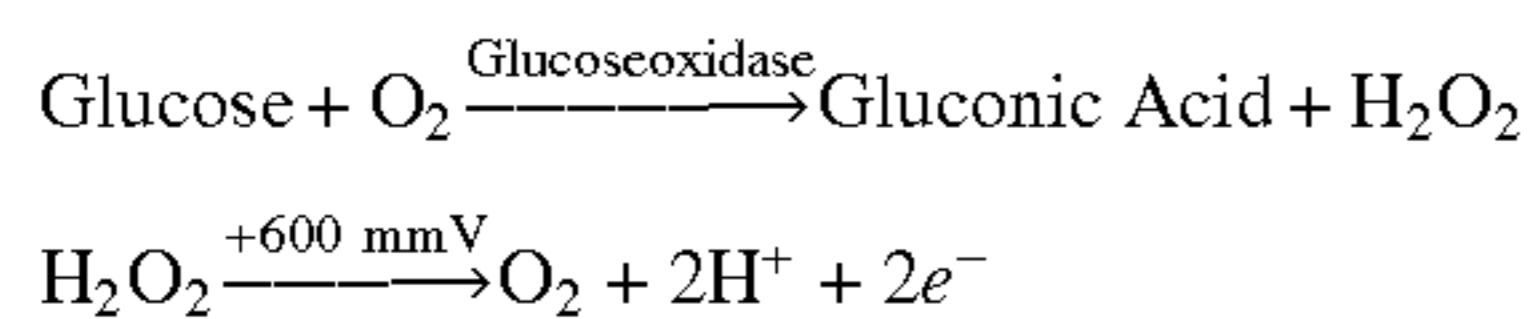 Glucose + O₂ —Glucoseoxidase→ Gluconic Acid + H₂O₂
H₂O₂ —+600 mmV→ O₂ + 2H⁺ + 2e⁻